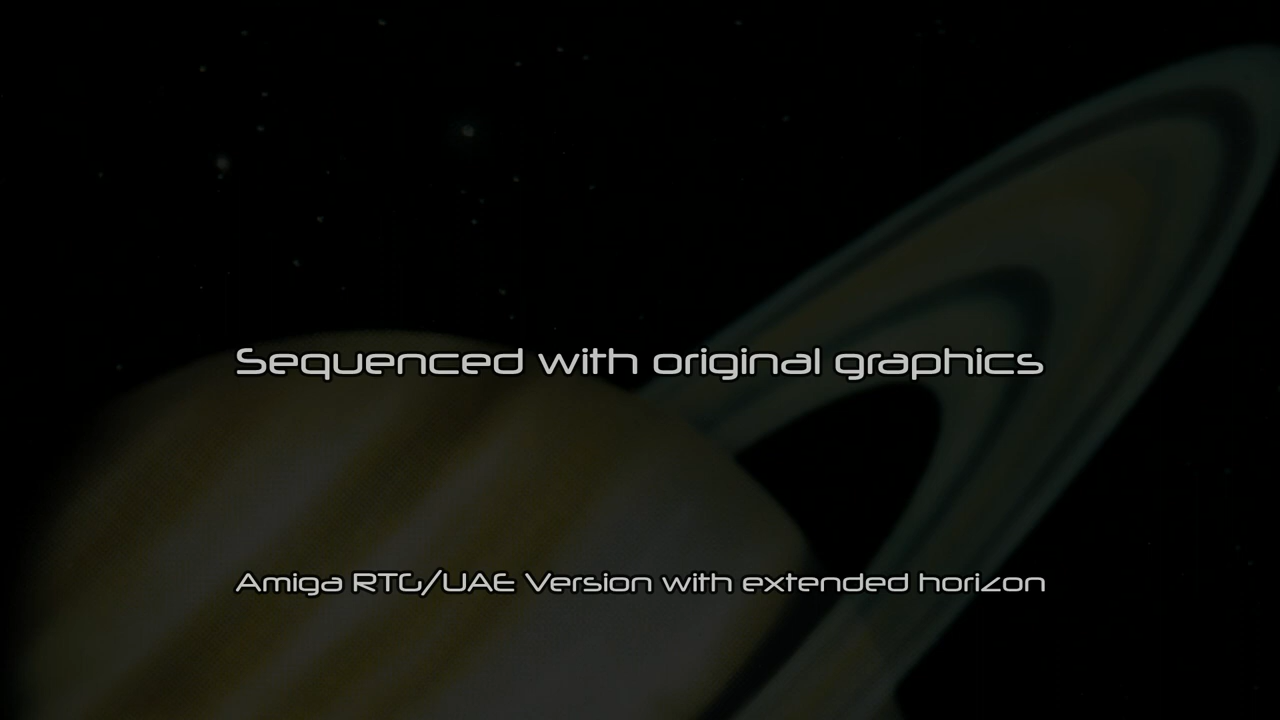 Sequenced with original graphics
Amiga RTG/UAE Version with extended horizon